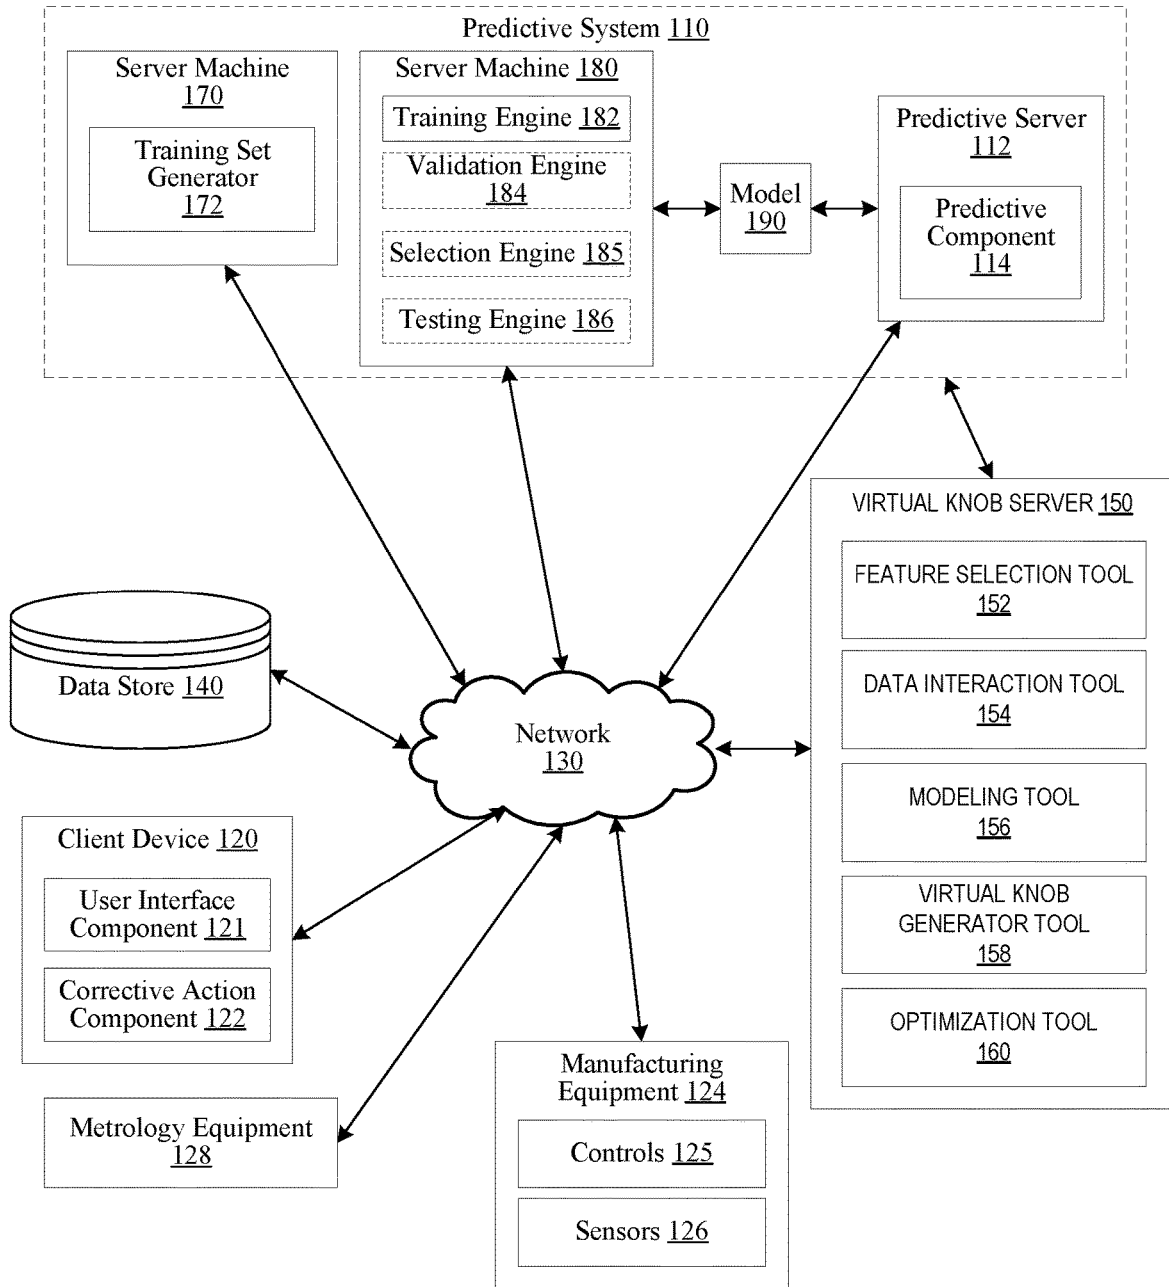 Predictive System 110
Server Machine
170
Training Set
Generator
172
Server Machine 180
Training Engine 182
Validation Engine
184
Selection Engine 185
Testing Engine 186
Model
190
Predictive Server
112
Predictive
Component
114
VIRTUAL KNOB SERVER 150
FEATURE SELECTION TOOL
152
DATA INTERACTION TOOL
154
MODELING TOOL
156
VIRTUAL KNOB
GENERATOR TOOL
158
OPTIMIZATION TOOL
160
Data Store 140
Network
130
Client Device 120
User Interface
Component 121
Corrective Action
Component 122
Metrology Equipment
128
Manufacturing
Equipment 124
Controls 125
Sensors 126